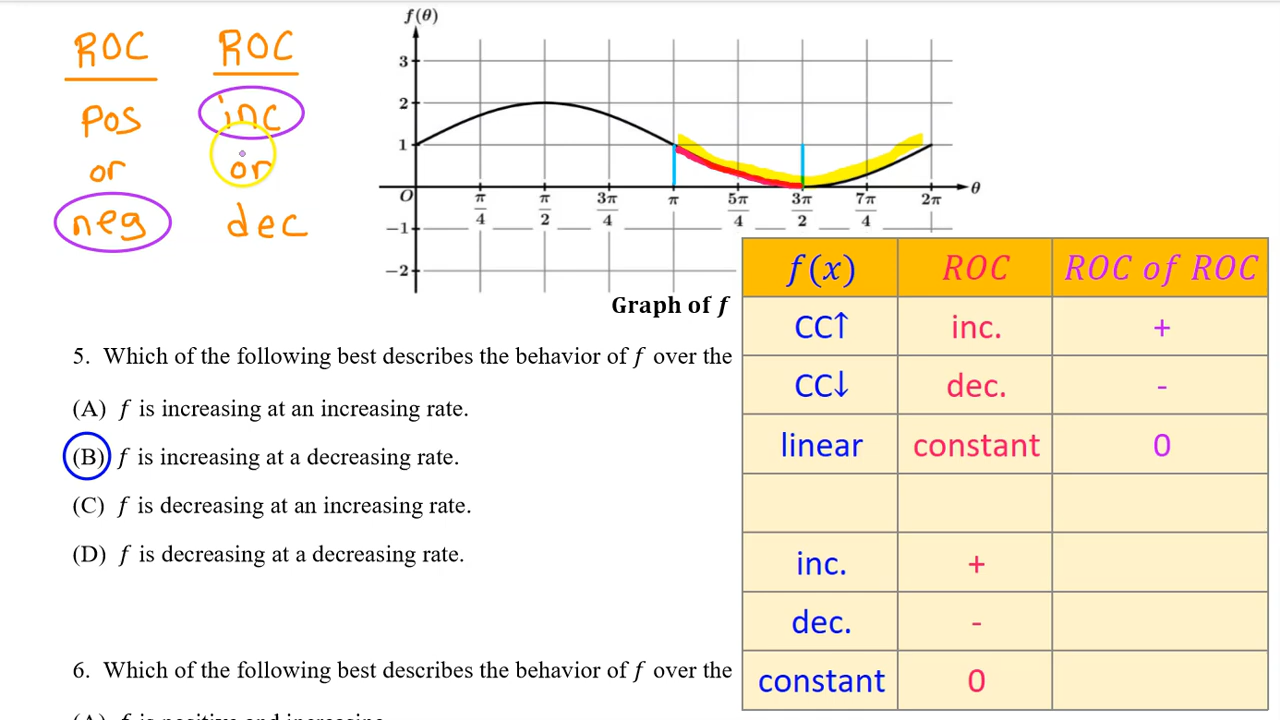 ROC ROC
pos inc
or or
neg dec
f(θ)
3
2
1
O
−1
−2
π/4 π/2 3π/4 π 5π/4 3π/2 7π/4 2π θ
Graph of f
5. Which of the following best describes the behavior of f over the
(A) f is increasing at an increasing rate.
(B) f is increasing at a decreasing rate.
(C) f is decreasing at an increasing rate.
(D) f is decreasing at a decreasing rate.
6. Which of the following best describes the behavior of f over the
(A) f is positive and increasing
f(x) ROC ROC of ROC
CC↑ inc. +
CC↓ dec. -
linear constant 0
inc. +
dec. -
constant 0